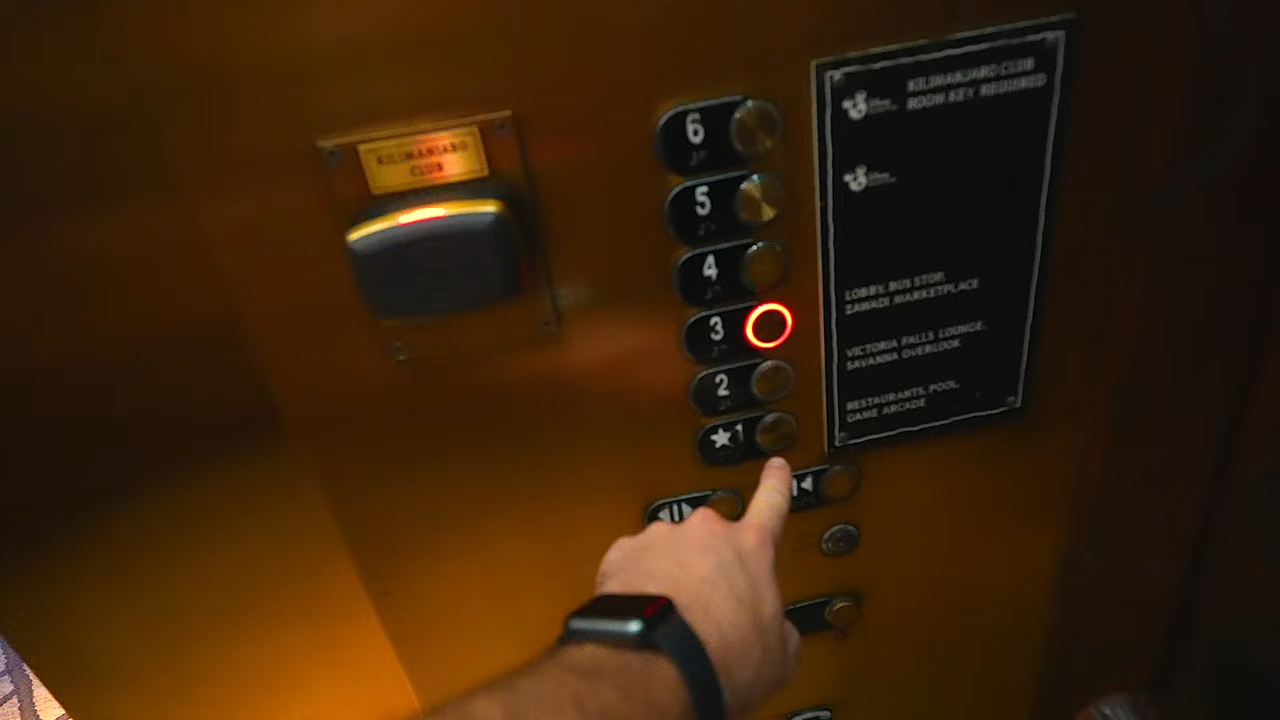 KILIMANJARO
CLUB
6
5
4
3
2
★1
KILIMANJARO CLUB
ROOM KEY REQUIRED
LOBBY, BUS STOP,
ZAWADI MARKETPLACE
VICTORIA FALLS LOUNGE,
SAVANNA OVERLOOK
RESTAURANTS, POOL,
GAME ARCADE